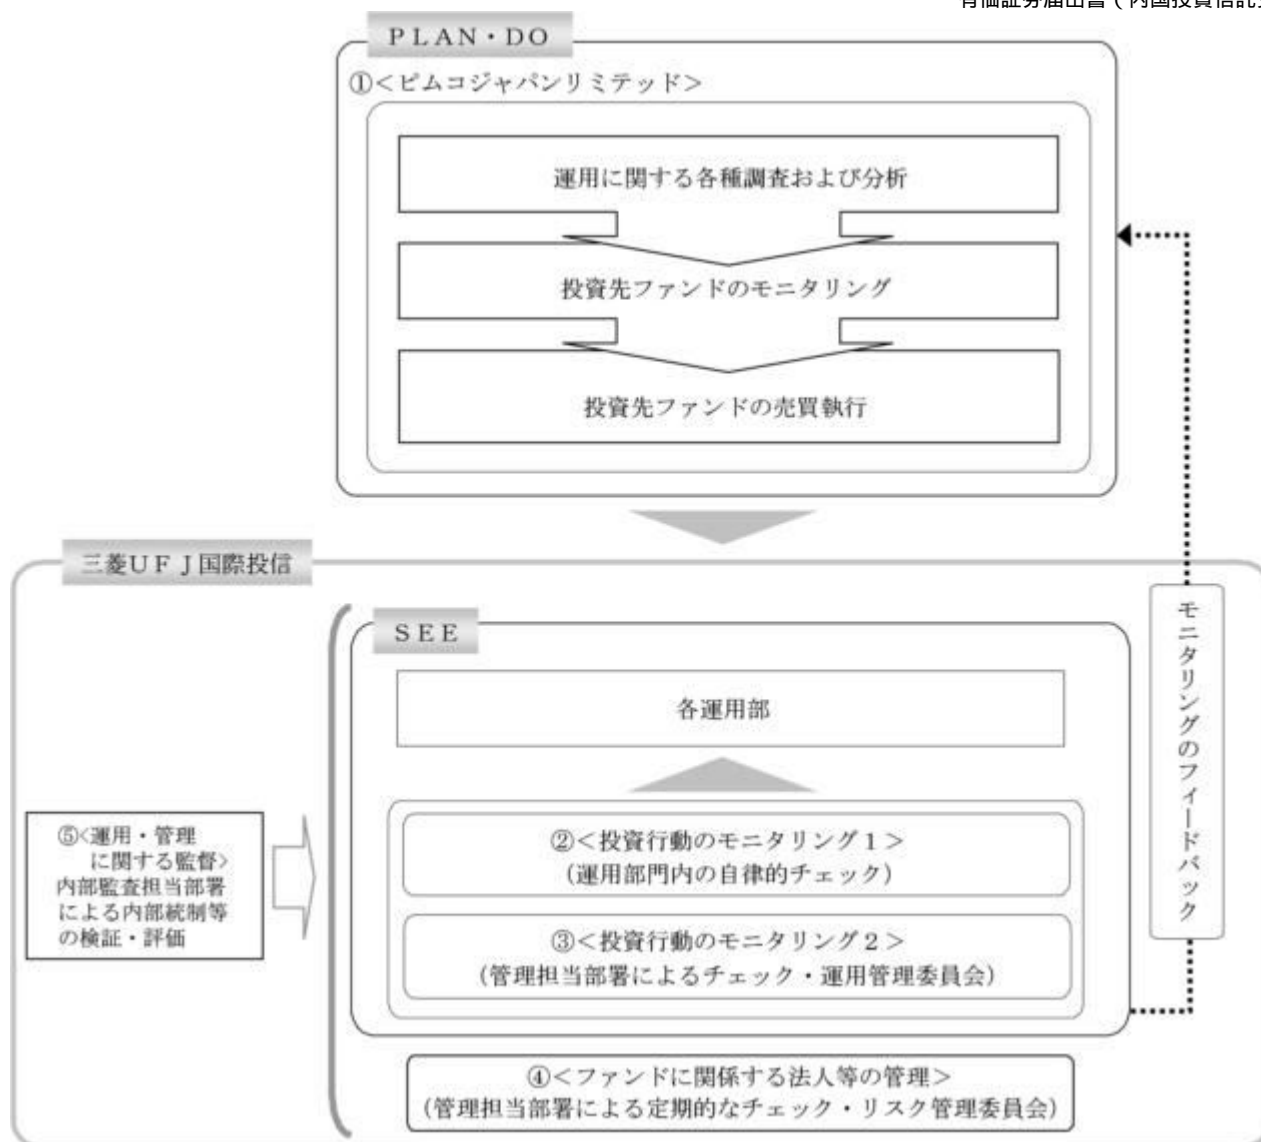 有価証券届出書（内国投資信託
ＰＬＡＮ・ＤＯ
①＜ピムコジャパンリミテッド＞
運用に関する各種調査および分析
投資先ファンドのモニタリング
投資先ファンドの売買執行
三菱ＵＦＪ国際投信
ＳＥＥ
各運用部
②＜投資行動のモニタリング１＞
（運用部門内の自律的チェック）
③＜投資行動のモニタリング２＞
（管理担当部署によるチェック・運用管理委員会）
④＜ファンドに関係する法人等の管理＞
（管理担当部署による定期的なチェック・リスク管理委員会）
⑤<運用・管理
に関する監督>
内部監査担当部署
による内部統制等
の検証・評価
モニタリングのフィードバック